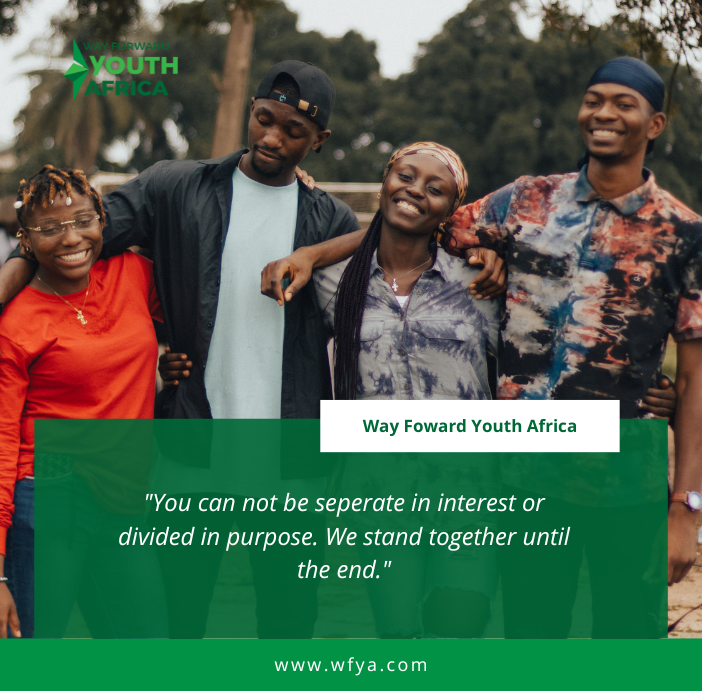 WAY FORWARD
YOUTH
AFRICA
Way Foward Youth Africa
"You can not be seperate in interest or
divided in purpose. We stand together until
the end."
www.wfya.com